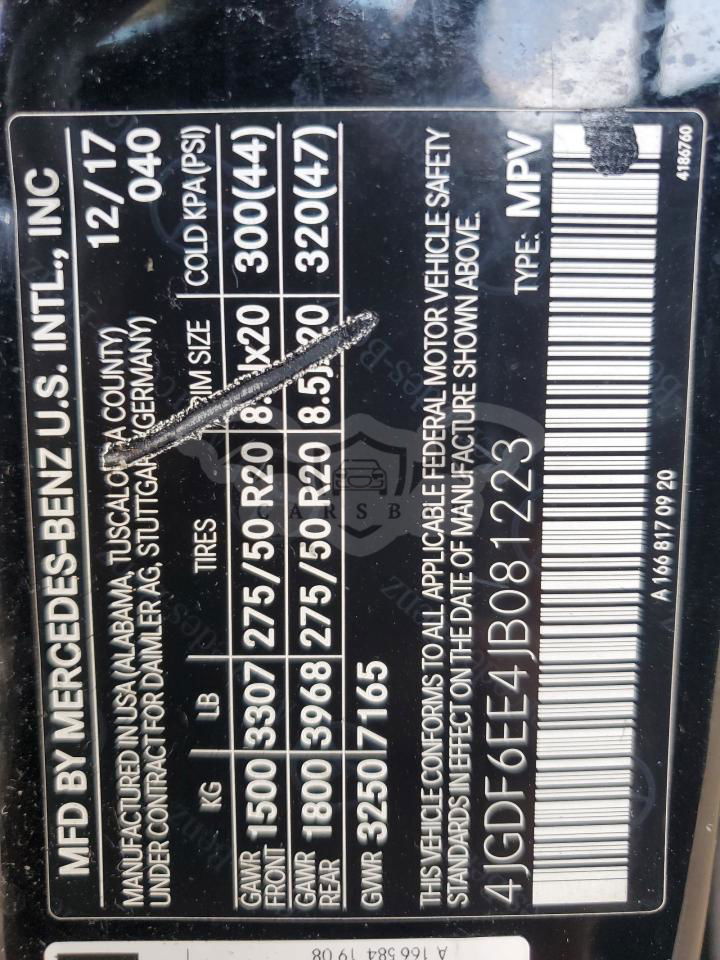 MFD BY MERCEDES-BENZ U.S. INTL., INC
MANUFACTURED IN USA (ALABAMA, TUSCALOOSA COUNTY) 12/17
UNDER CONTRACT FOR DAIMLER AG, STUTTGART (GERMANY) 040
KG LB TIRES RIM SIZE COLD KPA (PSI)
GAWR FRONT 1500 3307 275/50 R20 20 300(44)
GAWR REAR 1800 3968 275/50 R20 8.5 20 320(47)
GVWR 3250 7165
THIS VEHICLE CONFORMS TO ALL APPLICABLE FEDERAL MOTOR VEHICLE SAFETY
STANDARDS IN EFFECT ON THE DATE OF MANUFACTURE SHOWN ABOVE.
4JGDF6EE4JB081223 TYPE: MPV
A 166 817 09 20
4186760
A 166 584 19 08
CARSB